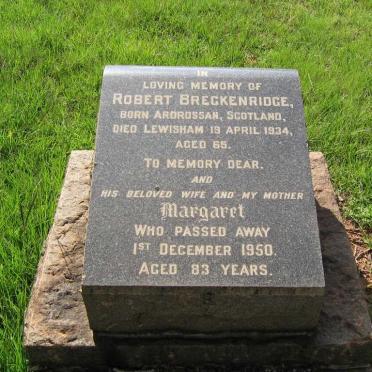 IN
LOVING MEMORY OF
ROBERT BRECKENRIDGE,
BORN ARDROSSAN, SCOTLAND,
DIED LEWISHAM 19 APRIL 1934,
AGED 65.
TO MEMORY DEAR.
AND
HIS BELOVED WIFE AND MY MOTHER
Margaret
WHO PASSED AWAY
1ST DECEMBER 1950.
AGED 83 YEARS.